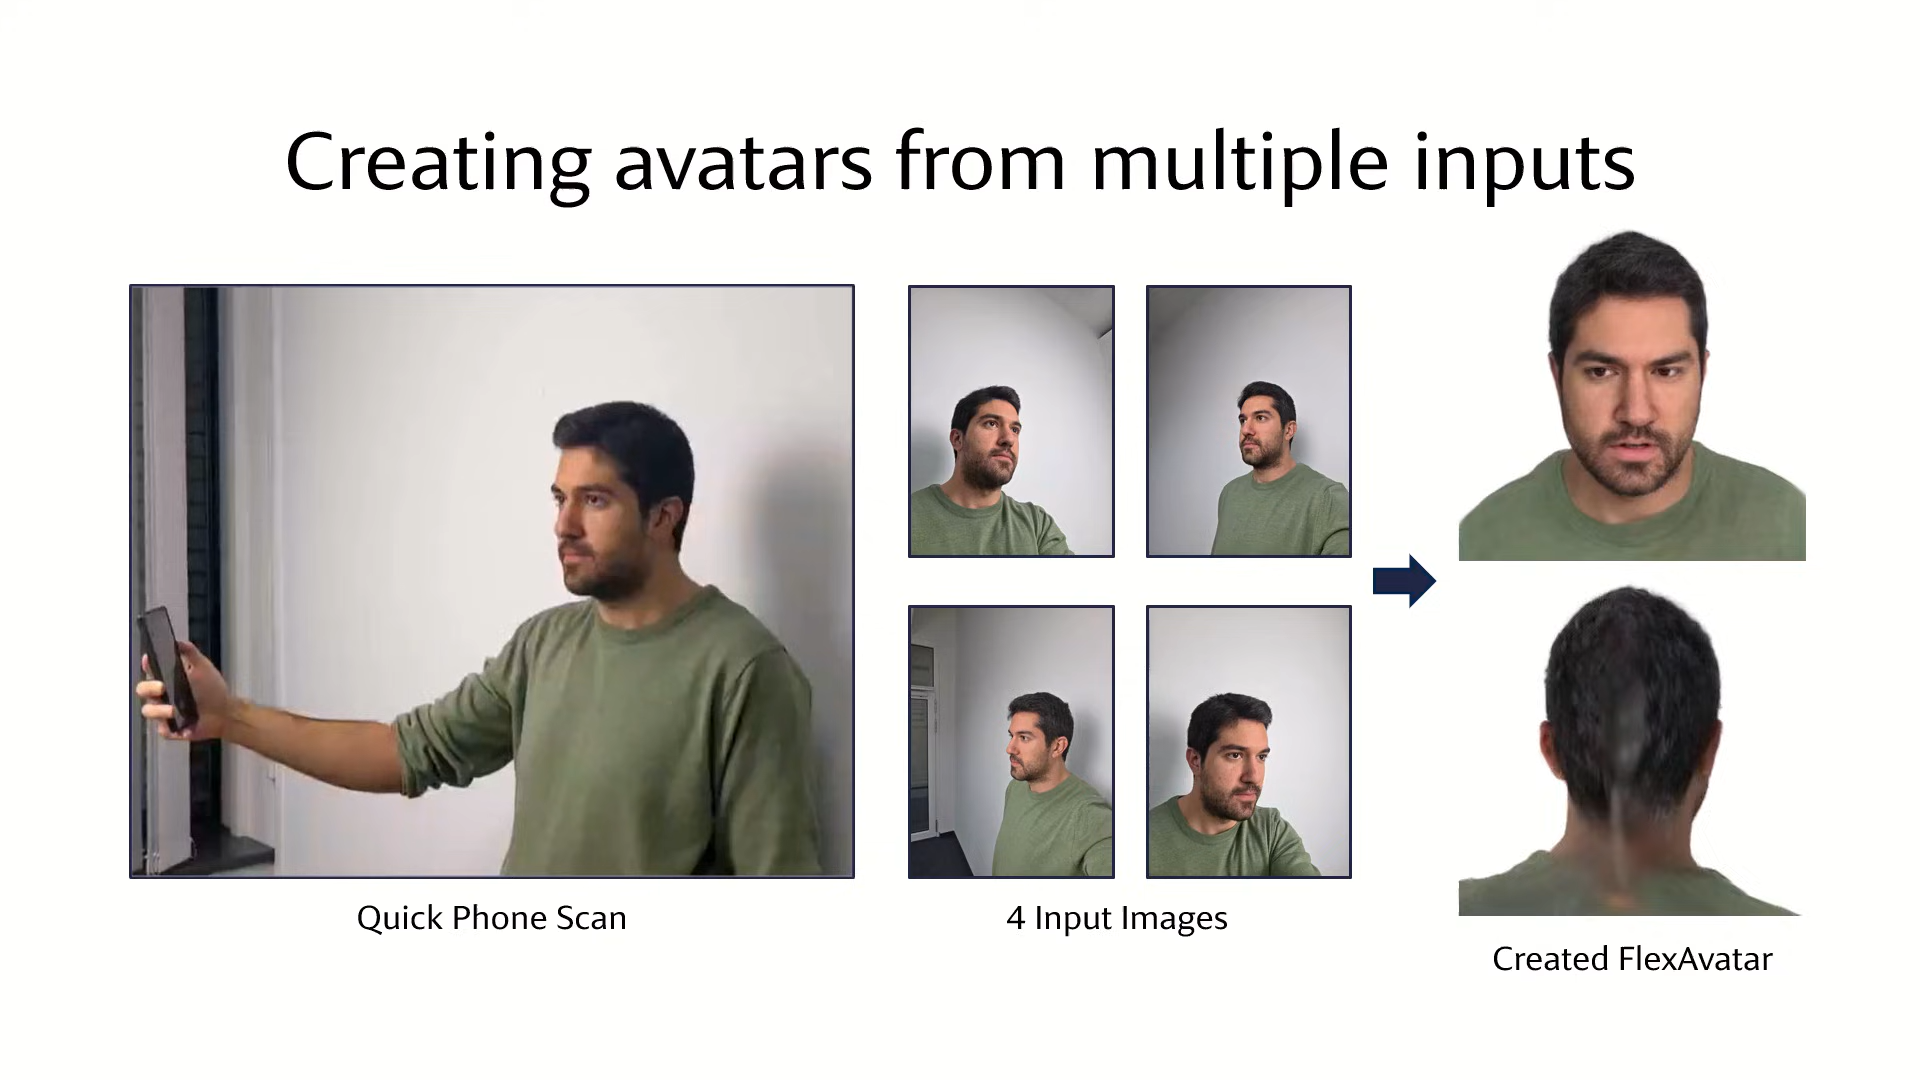 Creating avatars from multiple inputs
Quick Phone Scan
4 Input Images
Created FlexAvatar